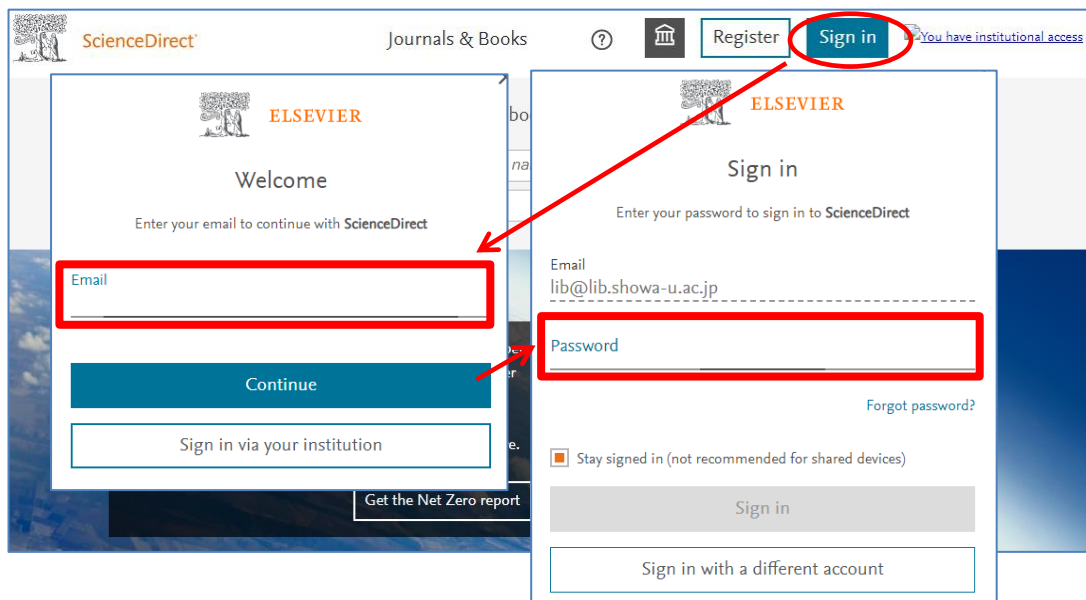 ScienceDirect
Journals & Books
?
Register
Sign in
You have institutional access
ELSEVIER
Welcome
Enter your email to continue with ScienceDirect
Email
Continue
Sign in via your institution
Get the Net Zero report
ELSEVIER
Sign in
Enter your password to sign in to ScienceDirect
Email
lib@lib.showa-u.ac.jp
Password
Forgot password?
Stay signed in (not recommended for shared devices)
Sign in
Sign in with a different account